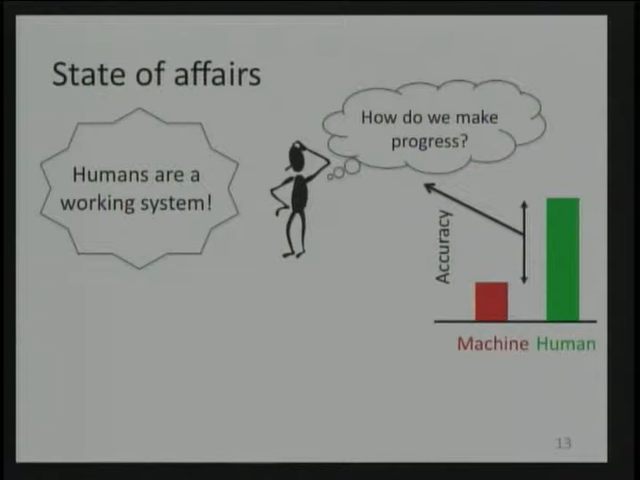 State of affairs
Humans are a
working system!
How do we make
progress?
Accuracy
Machine
Human
13